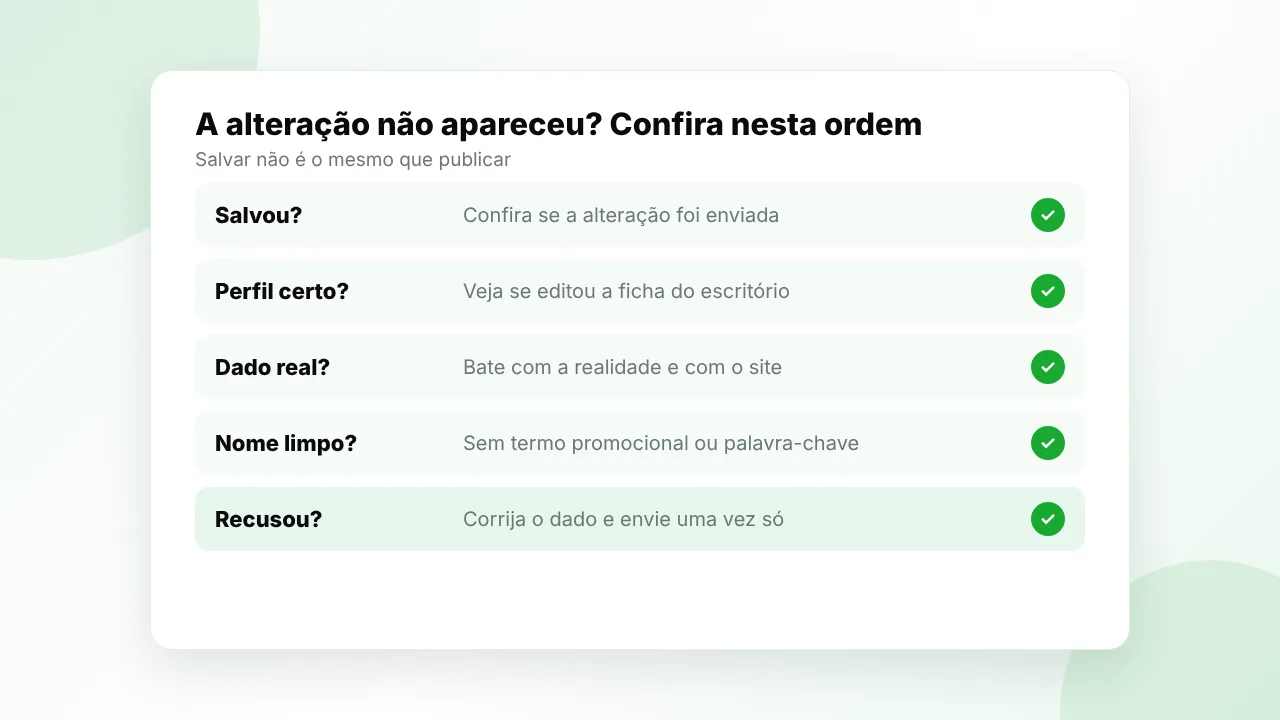 A alteração não apareceu? Confira nesta ordem
Salvar não é o mesmo que publicar
Salvou? Confira se a alteração foi enviada
Perfil certo? Veja se editou a ficha do escritório
Dado real? Bate com a realidade e com o site
Nome limpo? Sem termo promocional ou palavra-chave
Recusou? Corrija o dado e envie uma vez só